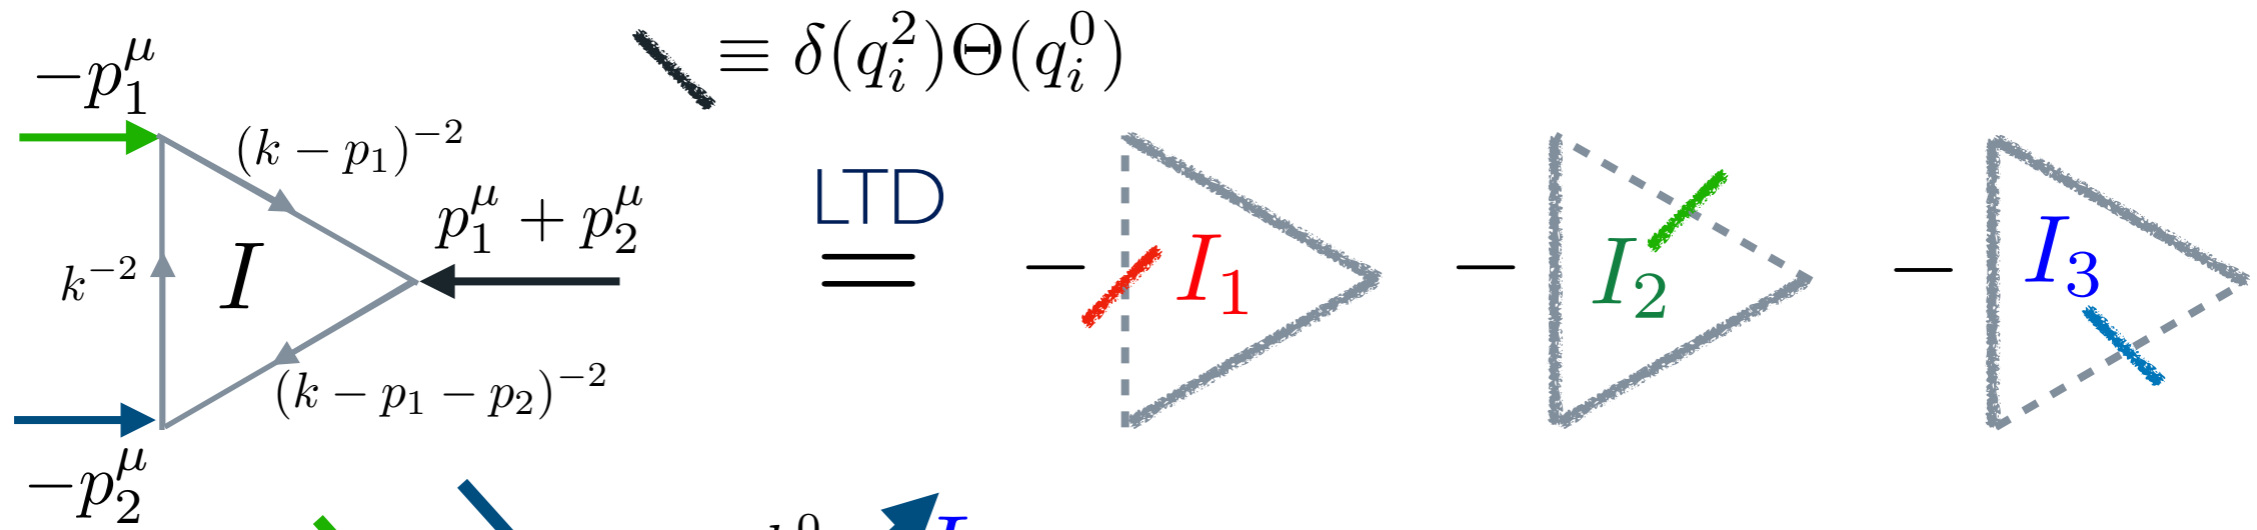 ≡ δ(q_i^2)Θ(q_i^0)
−p_1^μ
(k − p_1)^{−2}
p_1^μ + p_2^μ
k^{−2}
I
(k − p_1 − p_2)^{−2}
−p_2^μ
LTD
=
− I_1
− I_2
− I_3